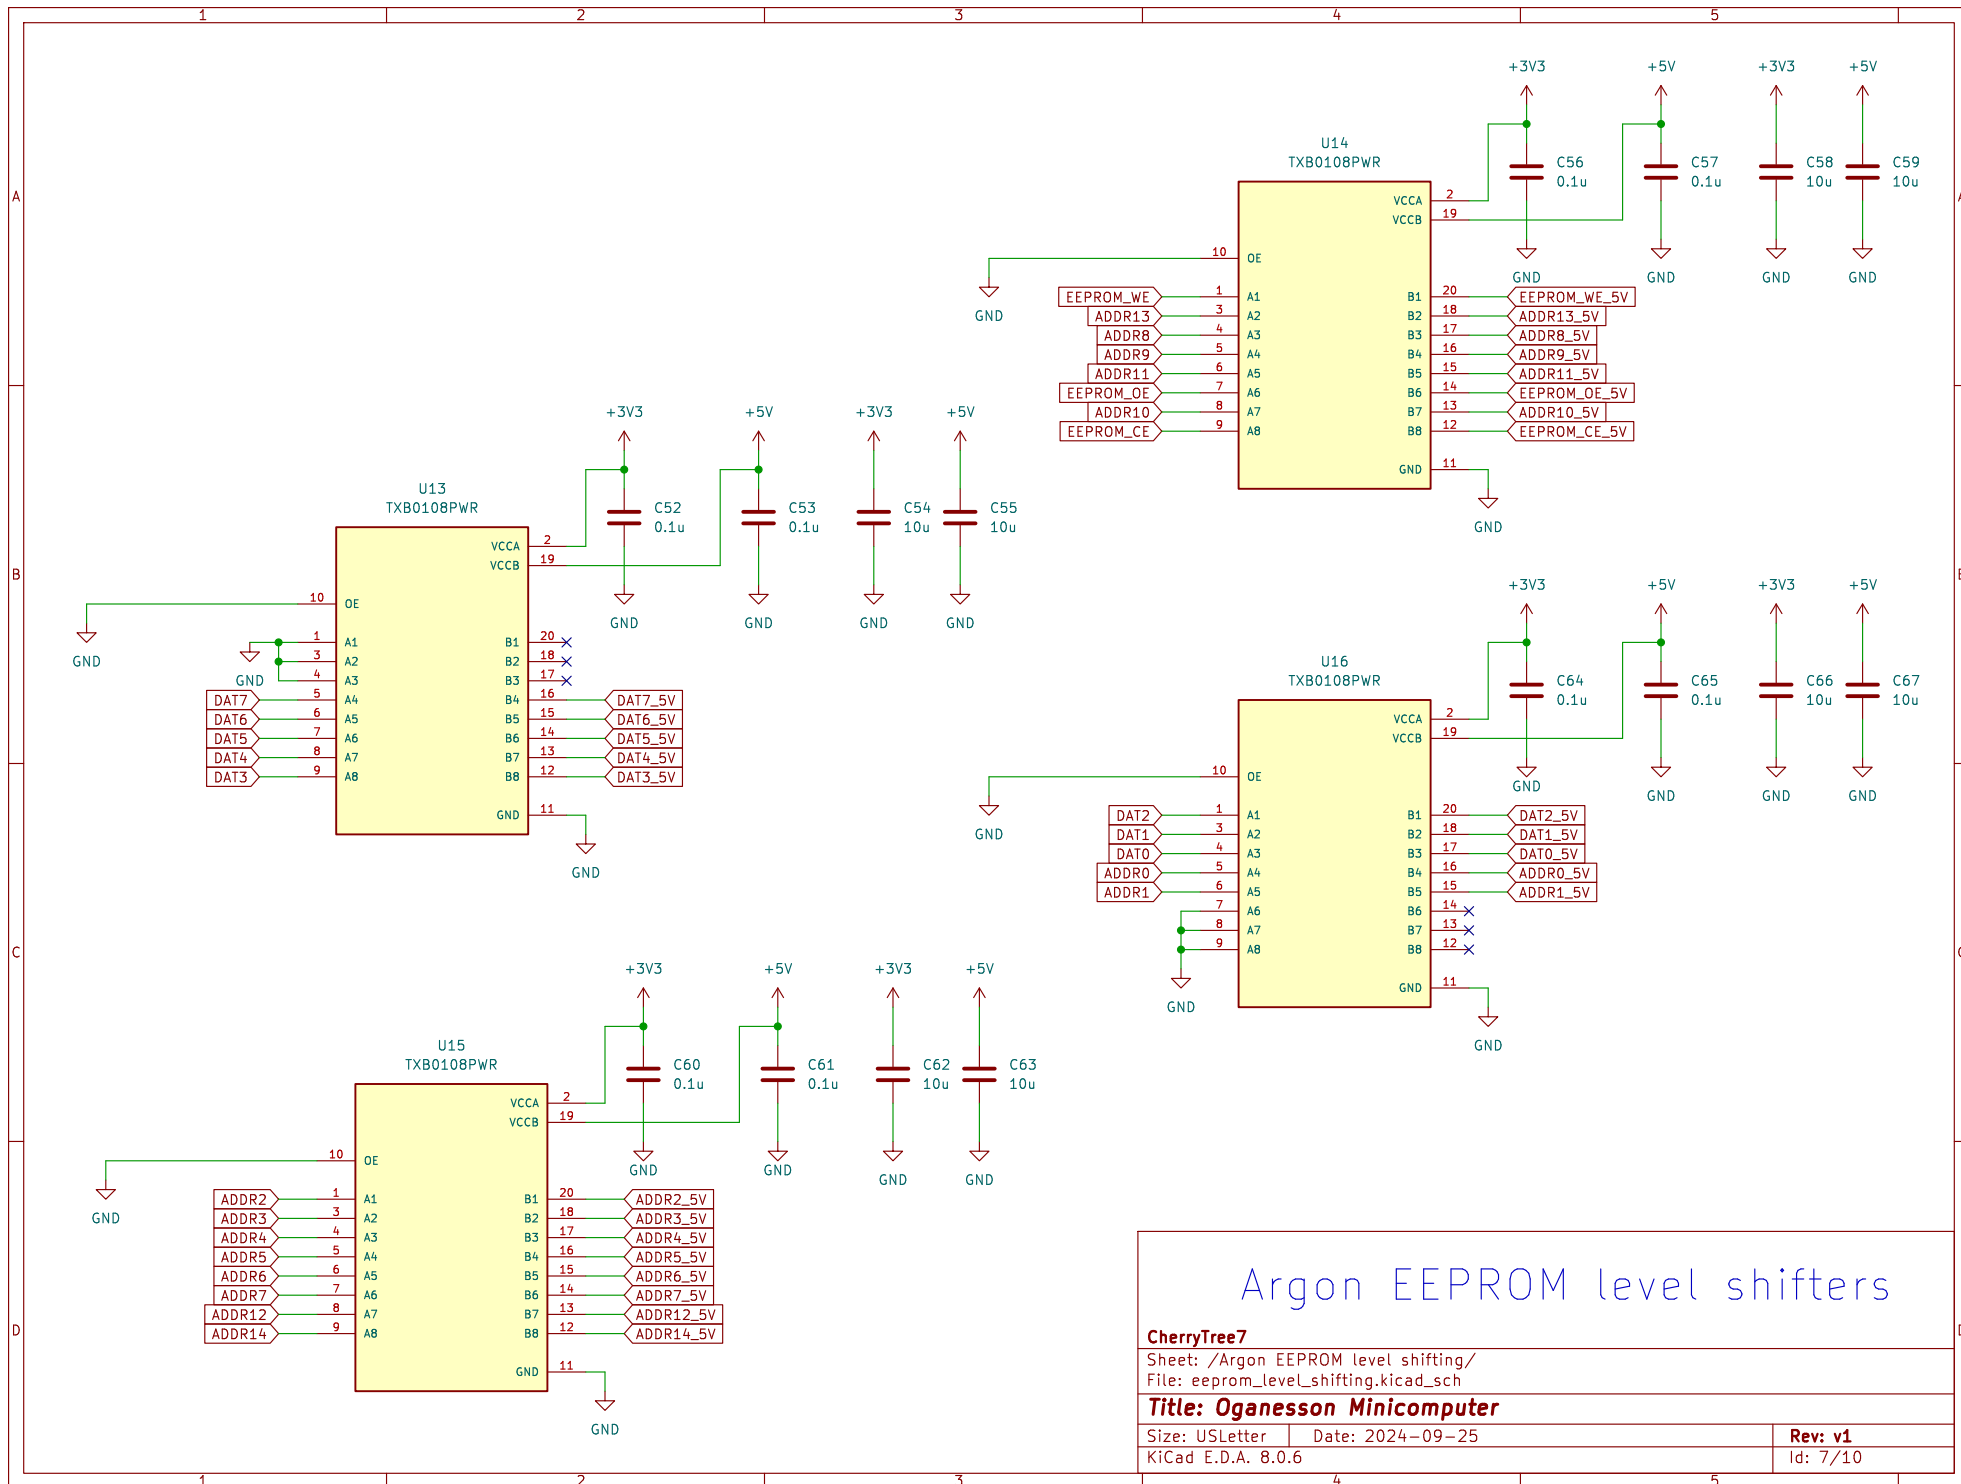 1 2 3 4 5
A
B
C
D
+3V3 +5V +3V3 +5V
U14
TXB0108PWR
C56 0.1u
C57 0.1u
C58 10u
C59 10u
VCCA 2
VCCB 19
10 OE
GND GND GND GND
GND
EEPROM_WE 1 A1 B1 20 EEPROM_WE_5V
ADDR13 3 A2 B2 18 ADDR13_5V
ADDR8 4 A3 B3 17 ADDR8_5V
ADDR9 5 A4 B4 16 ADDR9_5V
ADDR11 6 A5 B5 15 ADDR11_5V
EEPROM_OE 7 A6 B6 14 EEPROM_OE_5V
ADDR10 8 A7 B7 13 ADDR10_5V
EEPROM_CE 9 A8 B8 12 EEPROM_CE_5V
GND 11
GND
+3V3 +5V +3V3 +5V
U13
TXB0108PWR
C52 0.1u
C53 0.1u
C54 10u
C55 10u
VCCA 2
VCCB 19
10 OE
GND GND GND GND
GND
1 A1 B1 20
3 A2 B2 18
GND 4 A3 B3 17
DAT7 5 A4 B4 16 DAT7_5V
DAT6 6 A5 B5 15 DAT6_5V
DAT5 7 A6 B6 14 DAT5_5V
DAT4 8 A7 B7 13 DAT4_5V
DAT3 9 A8 B8 12 DAT3_5V
GND 11
GND
+3V3 +5V +3V3 +5V
U16
TXB0108PWR
C64 0.1u
C65 0.1u
C66 10u
C67 10u
VCCA 2
VCCB 19
10 OE
GND GND GND GND
GND
DAT2 1 A1 B1 20 DAT2_5V
DAT1 3 A2 B2 18 DAT1_5V
DAT0 4 A3 B3 17 DAT0_5V
ADDR0 5 A4 B4 16 ADDR0_5V
ADDR1 6 A5 B5 15 ADDR1_5V
7 A6 B6 14
8 A7 B7 13
9 A8 B8 12
GND 11
GND
GND
+3V3 +5V +3V3 +5V
U15
TXB0108PWR
C60 0.1u
C61 0.1u
C62 10u
C63 10u
VCCA 2
VCCB 19
10 OE
GND GND GND GND
GND
ADDR2 1 A1 B1 20 ADDR2_5V
ADDR3 3 A2 B2 18 ADDR3_5V
ADDR4 4 A3 B3 17 ADDR4_5V
ADDR5 5 A4 B4 16 ADDR5_5V
ADDR6 6 A5 B5 15 ADDR6_5V
ADDR7 7 A6 B6 14 ADDR7_5V
ADDR12 8 A7 B7 13 ADDR12_5V
ADDR14 9 A8 B8 12 ADDR14_5V
GND 11
GND
Argon EEPROM level shifters
CherryTree7
Sheet: /Argon EEPROM level shifting/
File: eeprom_level_shifting.kicad_sch
Title: Oganesson Minicomputer
Size: USLetter Date: 2024-09-25 Rev: v1
KiCad E.D.A. 8.0.6 Id: 7/10
1 2 3 4 5